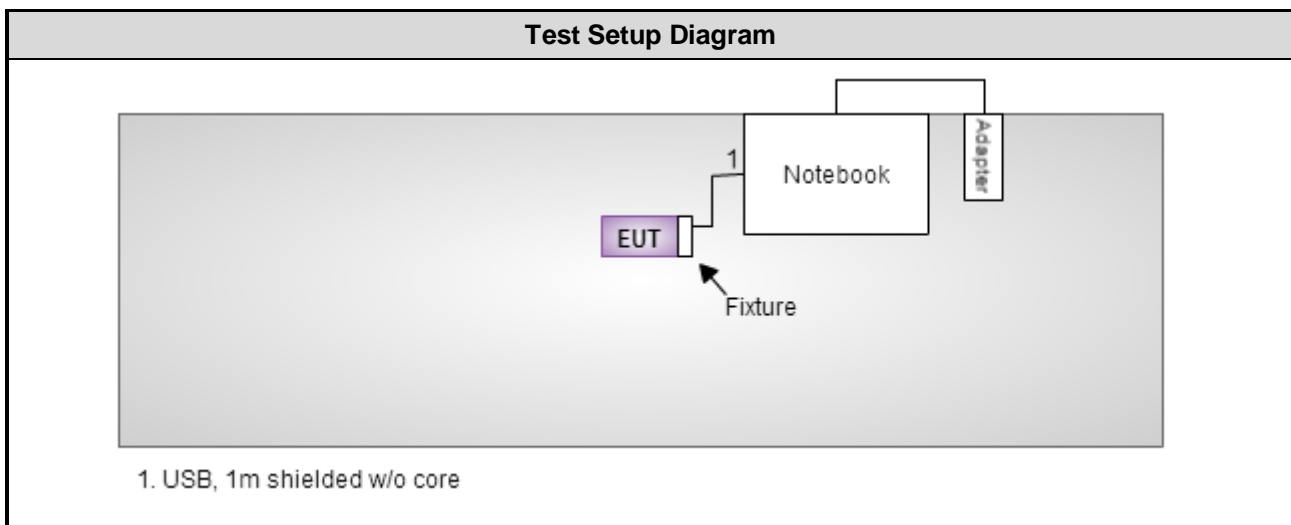 Test Setup Diagram
Adapter
1
Notebook
EUT
Fixture
1. USB, 1m shielded w/o core